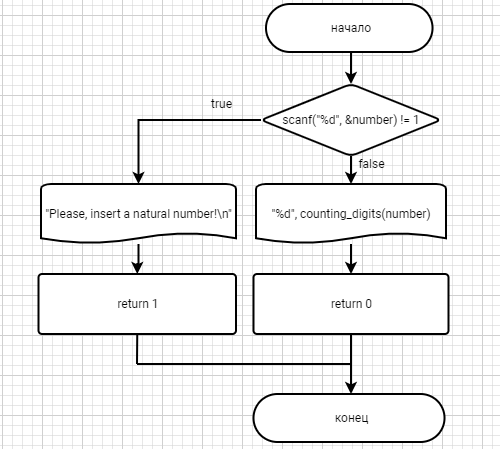 начало
scanf("%d", &number) != 1
true
false
"Please, insert a natural number!\n"
"%d", counting_digits(number)
return 1
return 0
конец